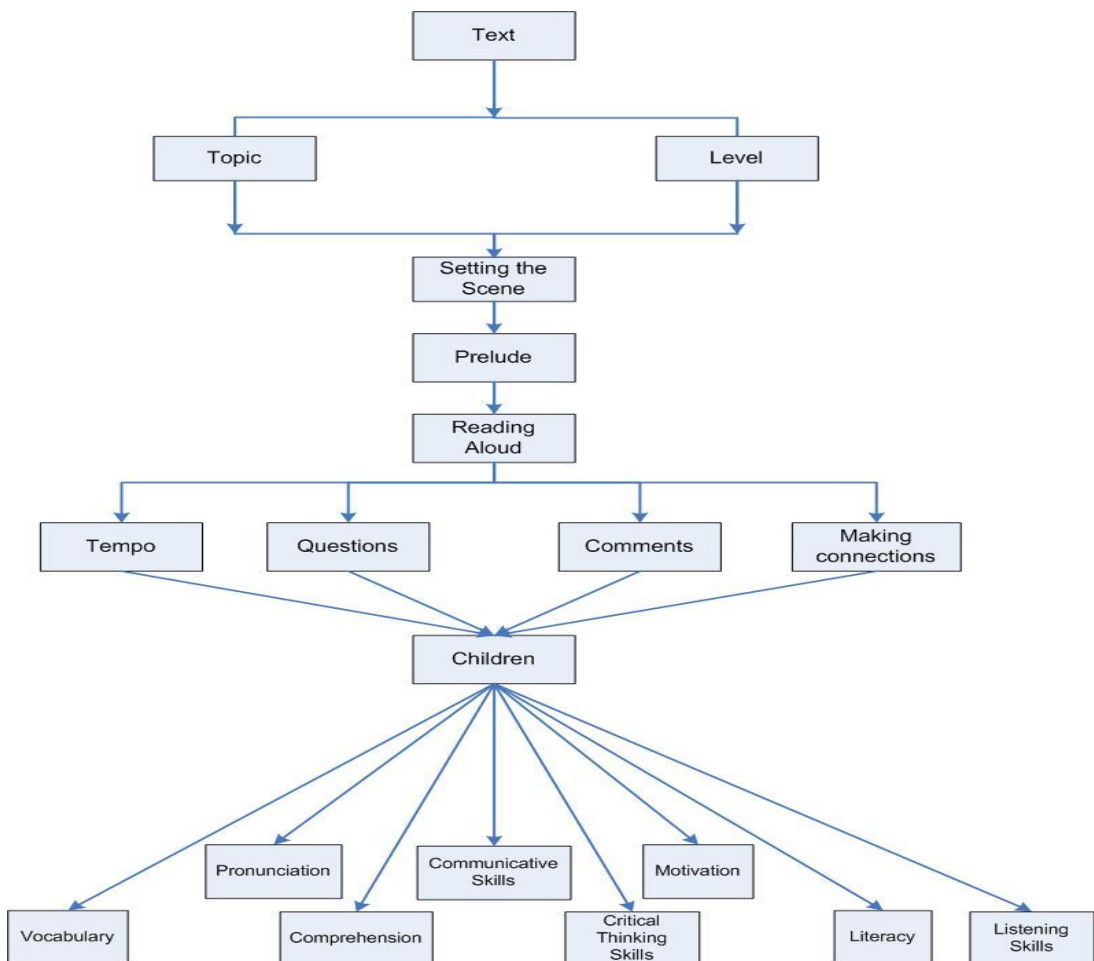 Text
Topic
Level
Setting the
Scene
Prelude
Reading
Aloud
Tempo
Questions
Comments
Making
connections
Children
Pronunciation
Communicative
Skills
Motivation
Vocabulary
Comprehension
Critical
Thinking
Skills
Literacy
Listening
Skills